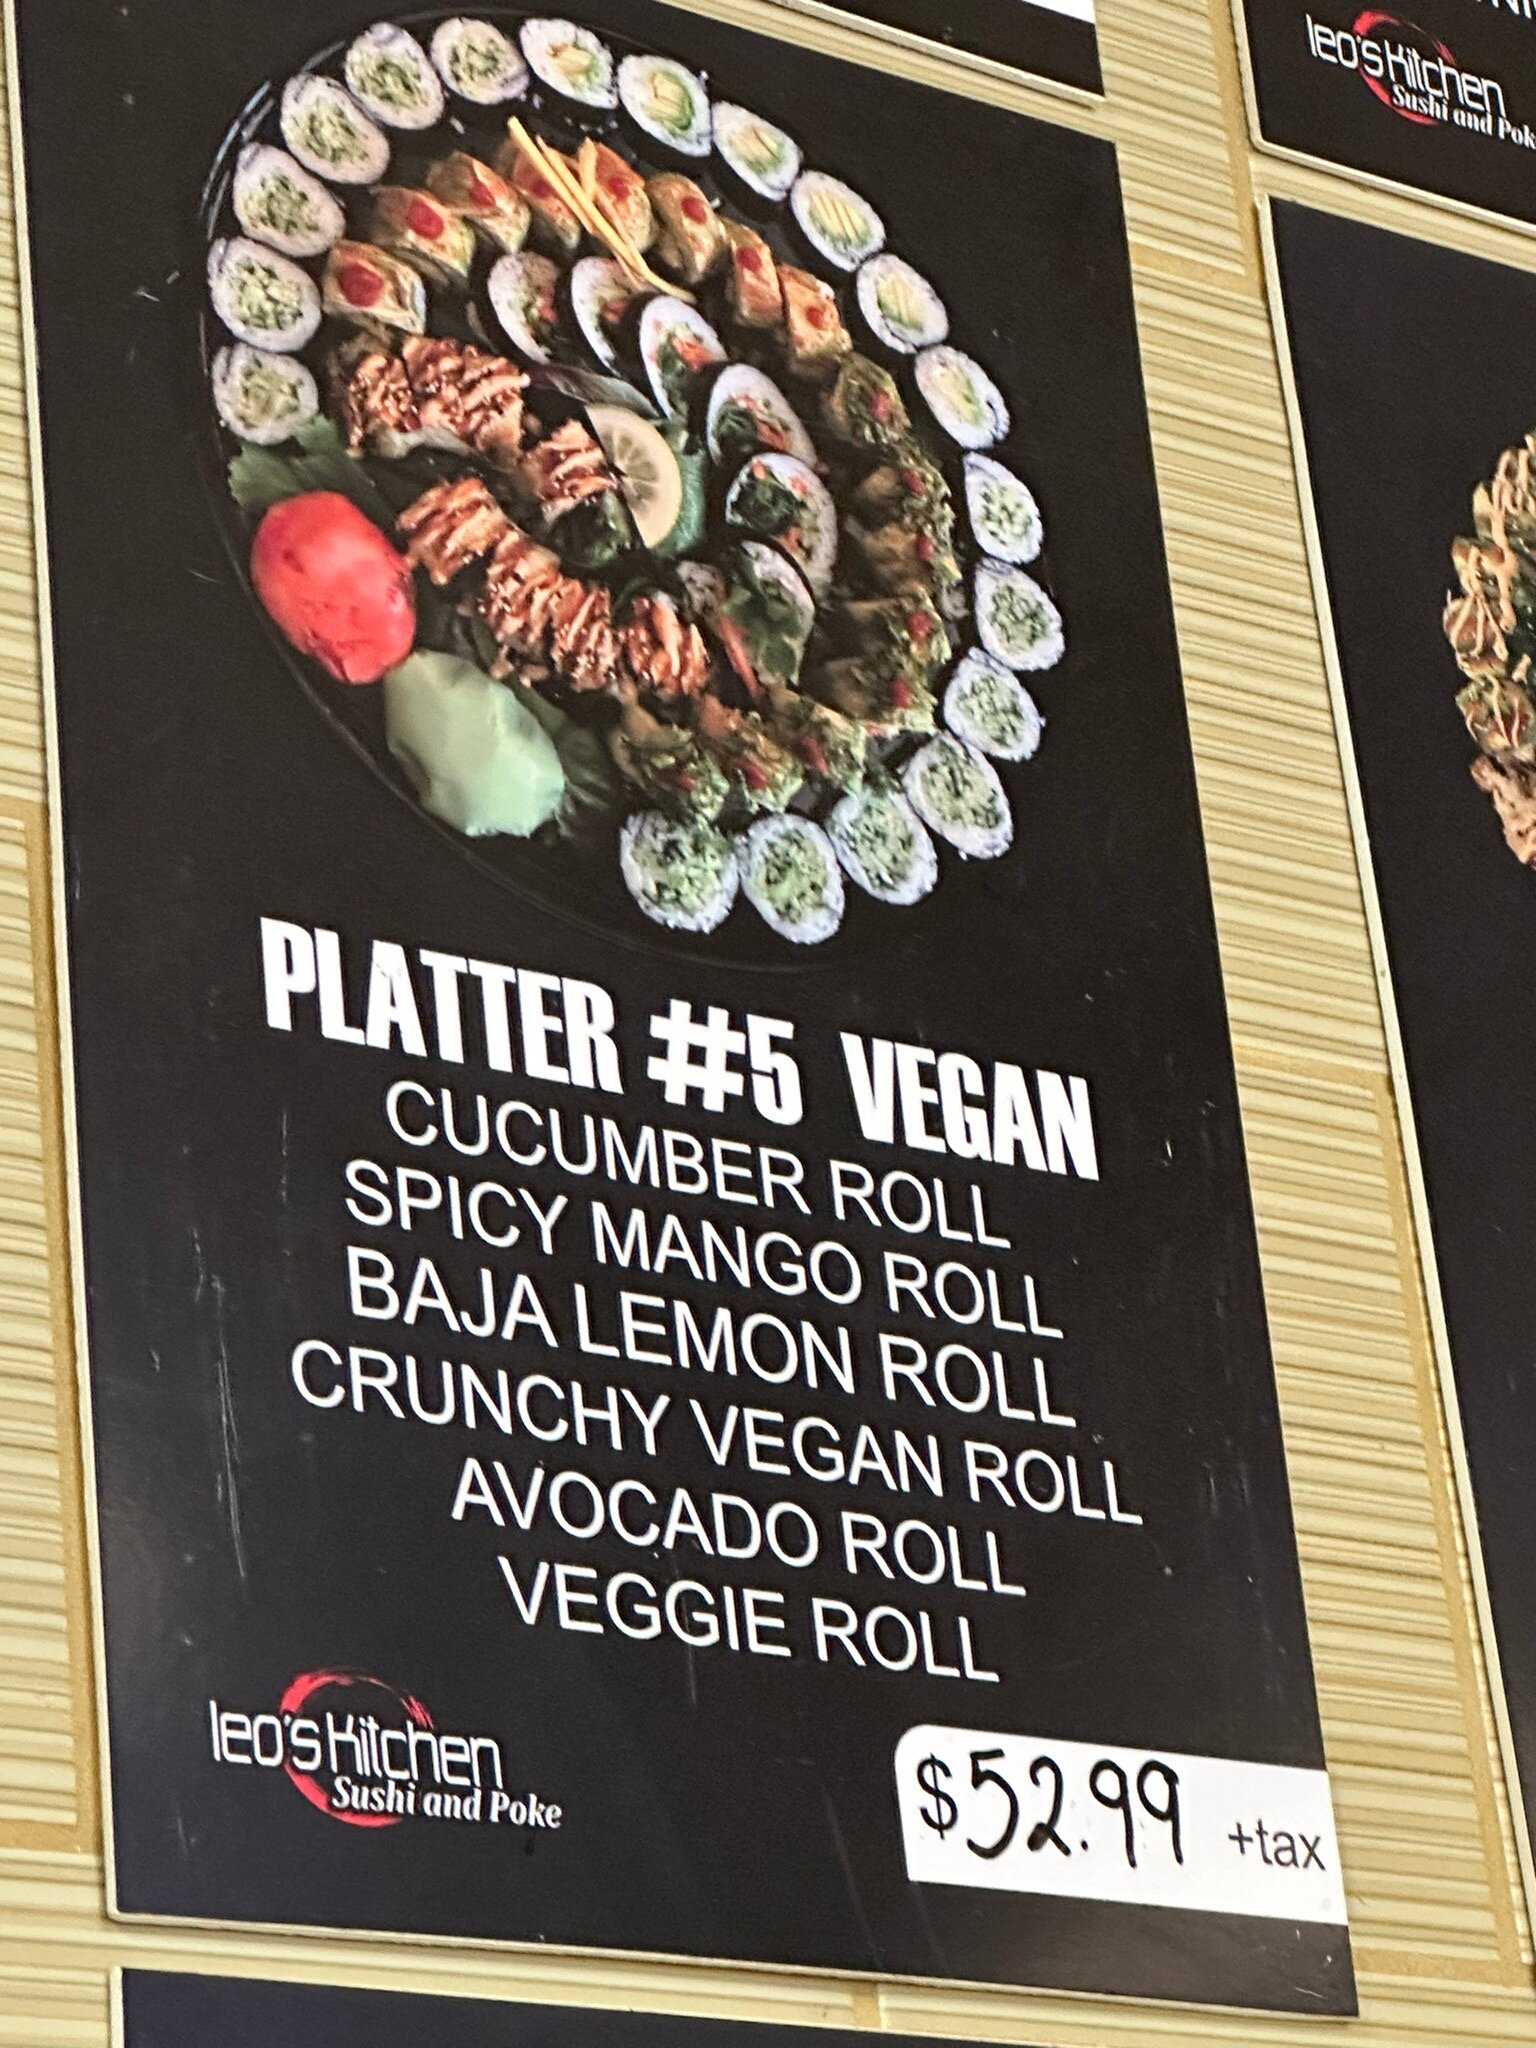 leo's Kitchen
Sushi and
PLATTER #5 VEGAN
CUCUMBER ROLL
SPICY MANGO ROLL
BAJA LEMON ROLL
CRUNCHY VEGAN ROLL
AVOCADO ROLL
VEGGIE ROLL
leo's Kitchen
Sushi and Poke
$52.99 +tax